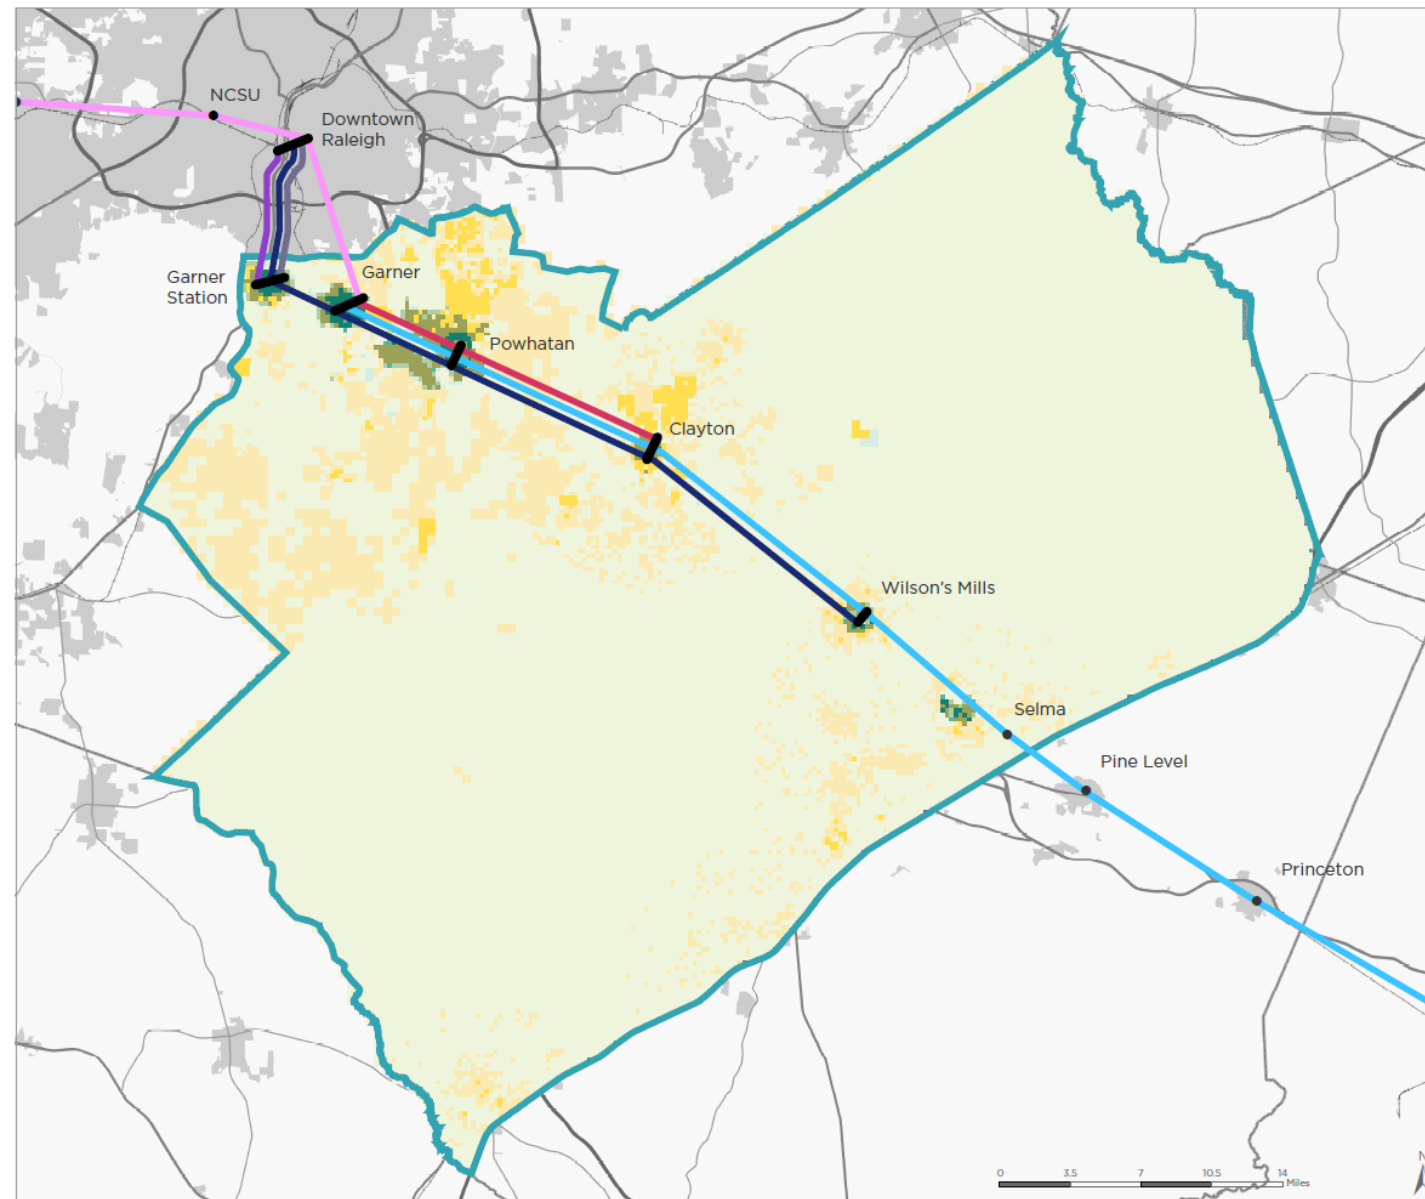 NCSU
Downtown
Raleigh
Garner
Station
Garner
Powhatan
Clayton
Wilson's Mills
Selma
Pine Level
Princeton
0 3.5 7 10.5 14
Miles
N